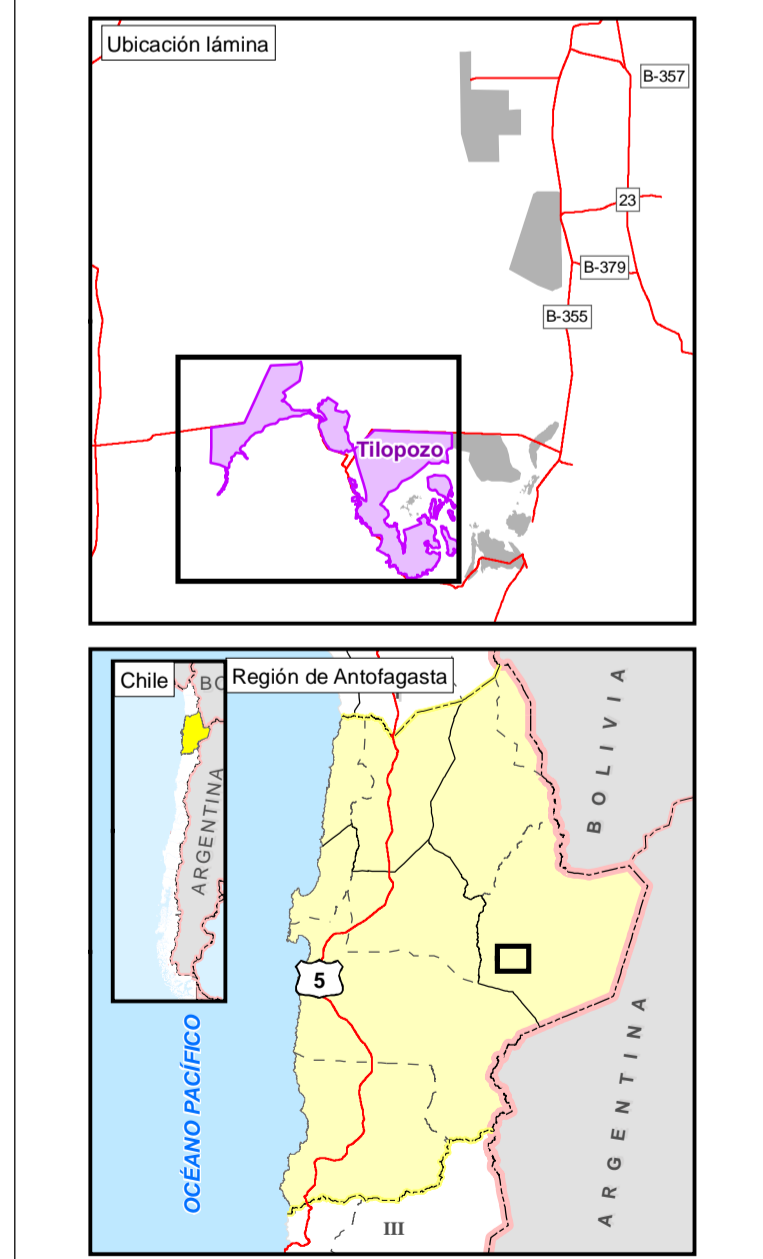 Ubicación lámina
B-357
23
B-379
B-355
Tilopozo
Chile
BO
Región de Antofagasta
BOLIVIA
ARGENTINA
5
OCÉANO PACÍFICO
ARGENTINA
III